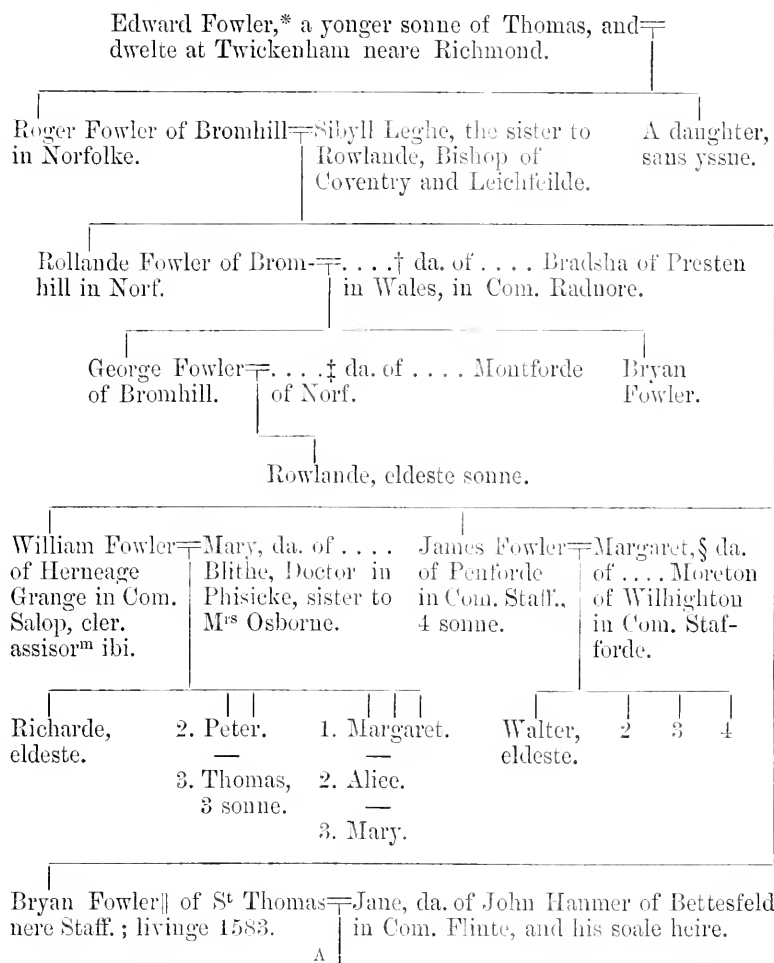 Edward Fowler,* a yonger sonne of Thomas, and
dwelte at Twickenham neare Richmond.
Roger Fowler of Bromhill
in Norfolke.
Sibyll Leghe, the sister to
Rowlande, Bishop of
Coventry and Leichfeilde.
A daughter,
sans yssue.
Rollande Fowler of Brom-
hill in Norf.
. . . .† da. of . . . . Bradsha of Presten
in Wales, in Com. Radnore.
George Fowler
of Bromhill.
. . . .‡ da. of . . . . Montforde
of Norf.
Bryan
Fowler.
Rowlande, eldeste sonne.
William Fowler
of Herneage
Grange in Com.
Salop, cler.
assisorᵐ ibi.
Mary, da. of . . . .
Blithe, Doctor in
Phisicke, sister to
Mʳˢ Osborne.
James Fowler
of Penforde
in Com. Staff.,
4 sonne.
Margaret,§ da.
of . . . . Moreton
of Wilhighton
in Com. Staf-
forde.
Richarde,
eldeste.
2. Peter.
—
3. Thomas,
3 sonne.
1. Margaret.
—
2. Alice.
—
3. Mary.
Walter,
eldeste.
2
3
4
Bryan Fowler|| of Sᵗ Thomas
nere Staff. ; livinge 1583.
Jane, da. of John Hanmer of Bettesfeld
in Com. Flinte, and his soale heire.
A